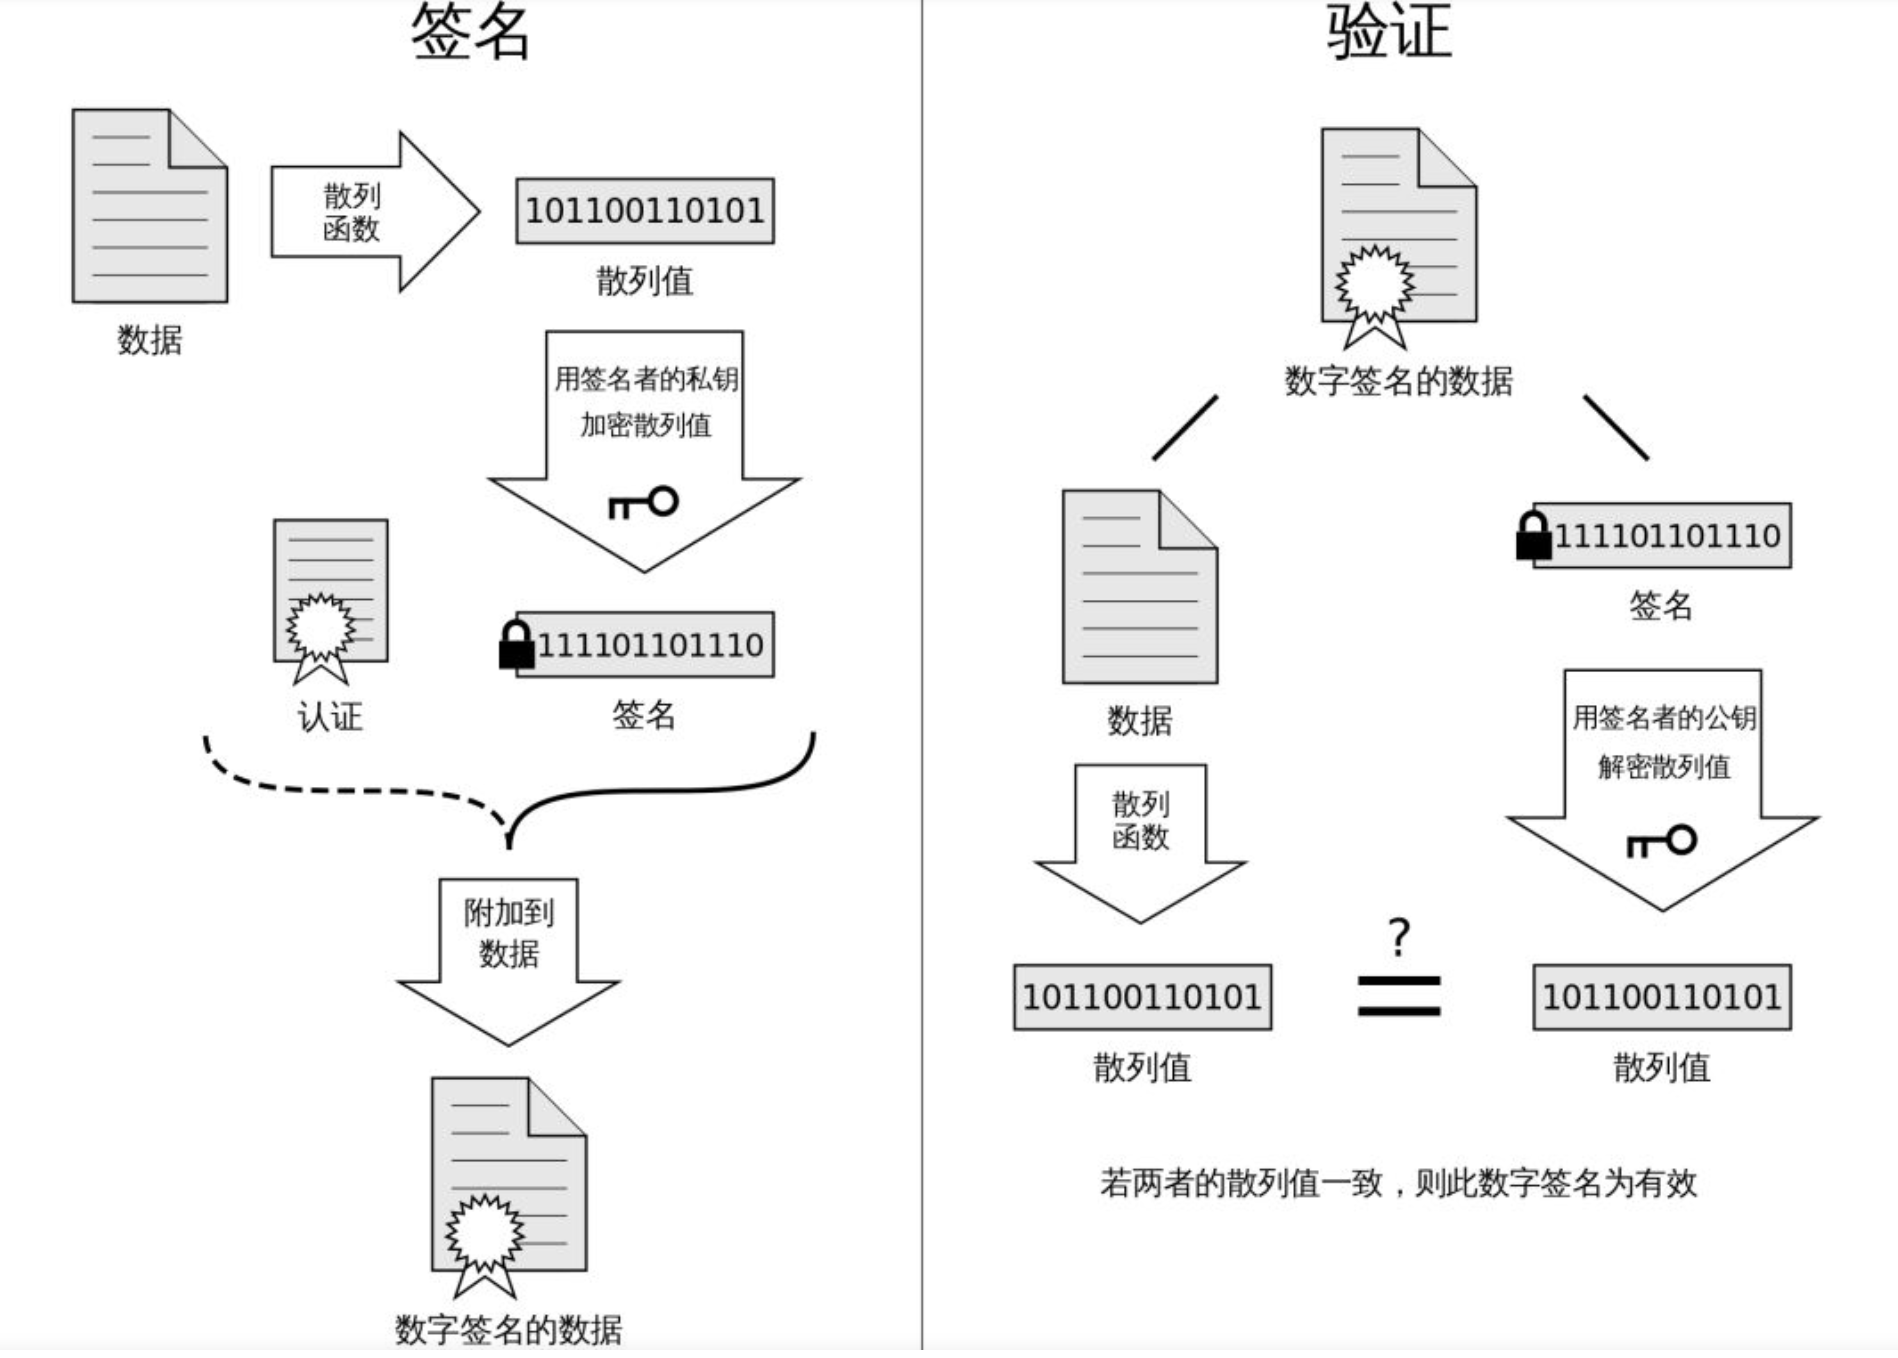 签名
散列
函数
101100110101
散列值
数据
用签名者的私钥
加密散列值
111101101110
认证
签名
附加到
数据
数字签名的数据
验证
数字签名的数据
111101101110
签名
数据
用签名者的公钥
解密散列值
散列
函数
?
101100110101
101100110101
散列值
散列值
若两者的散列值一致，则此数字签名为有效